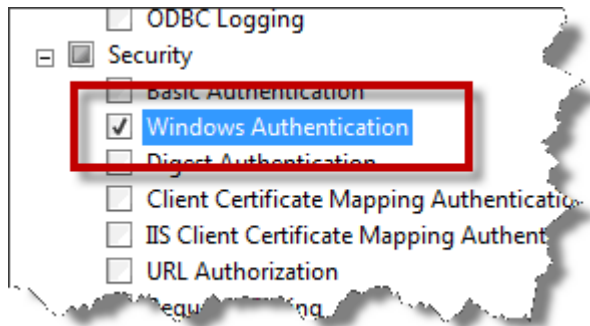 ODBC Logging
Security
Basic Authentication
Windows Authentication
Digest Authentication
Client Certificate Mapping Authenticatio
IIS Client Certificate Mapping Authent
URL Authorization